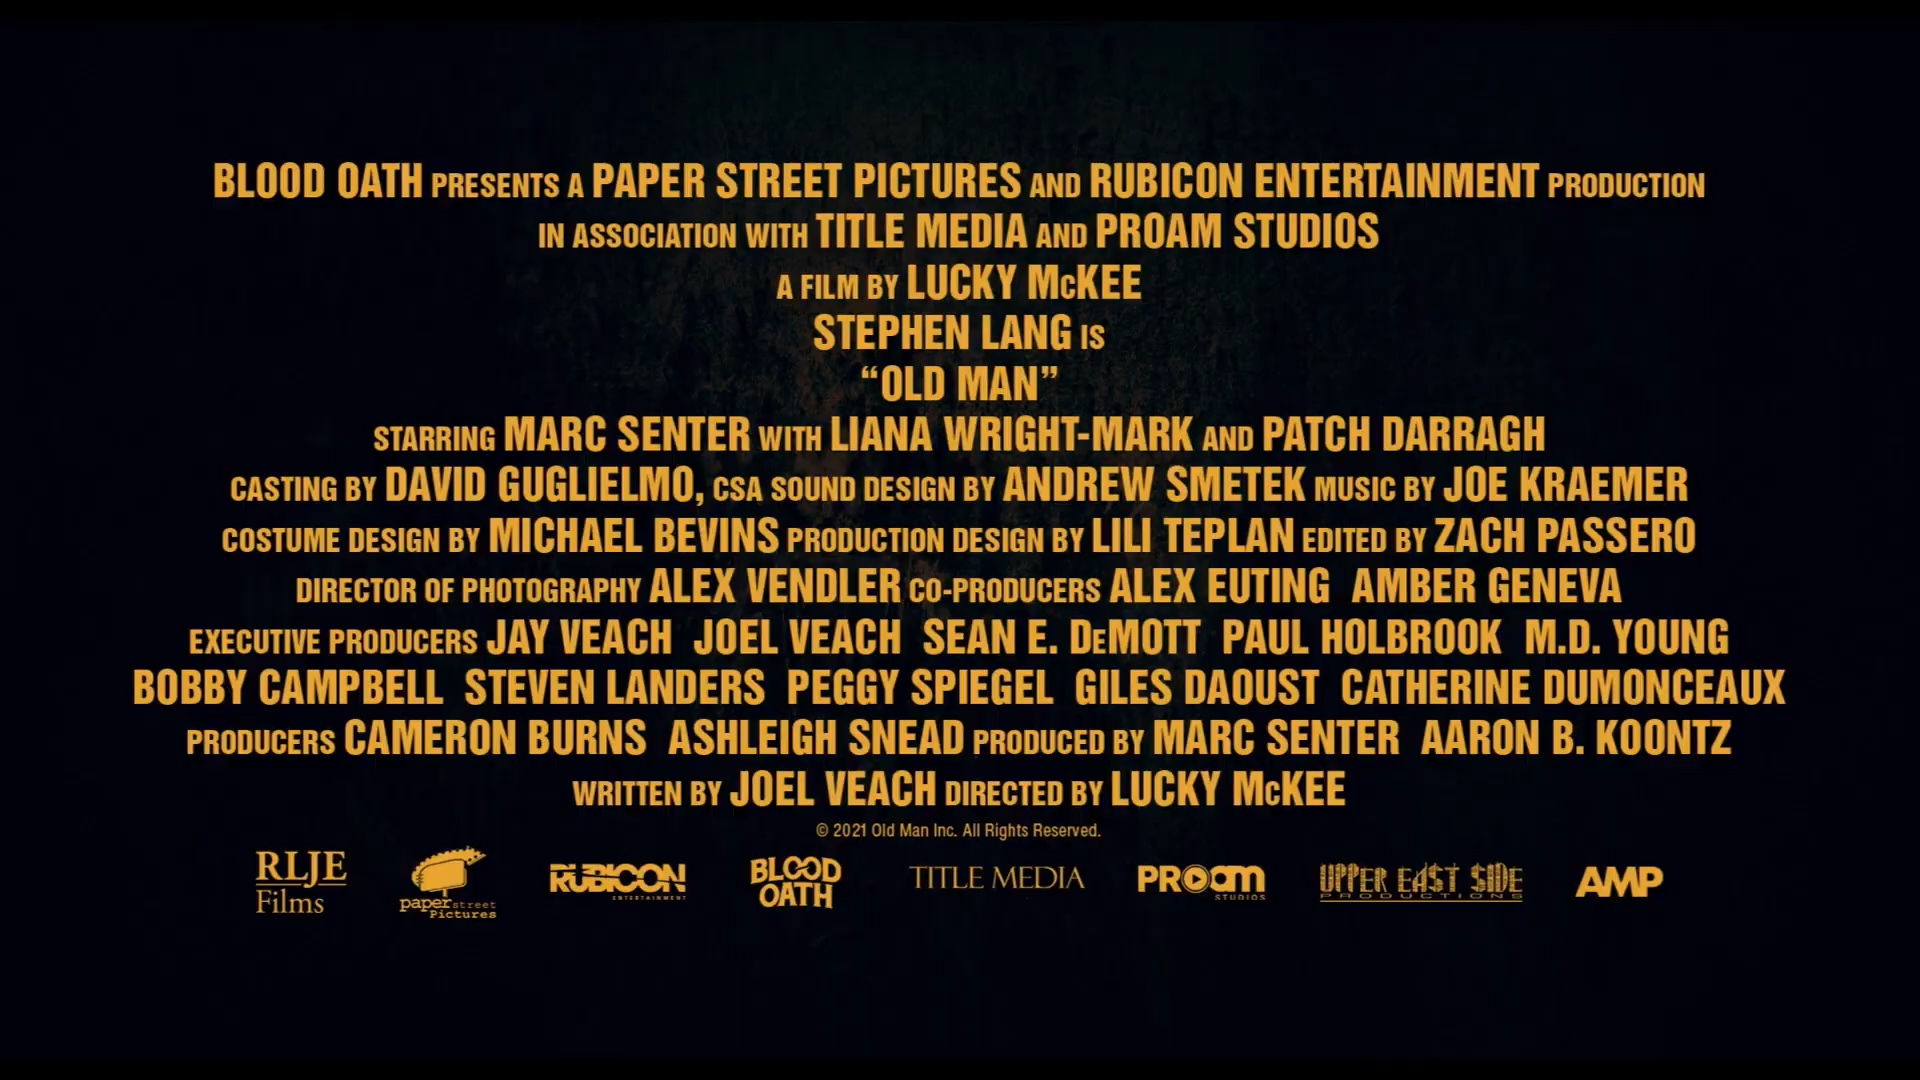 BLOOD OATH PRESENTS A PAPER STREET PICTURES AND RUBICON ENTERTAINMENT PRODUCTION
IN ASSOCIATION WITH TITLE MEDIA AND PROAM STUDIOS
A FILM BY LUCKY McKEE
STEPHEN LANG IS
“OLD MAN”
STARRING MARC SENTER WITH LIANA WRIGHT-MARK AND PATCH DARRAGH
CASTING BY DAVID GUGLIELMO, CSA SOUND DESIGN BY ANDREW SMETEK MUSIC BY JOE KRAEMER
COSTUME DESIGN BY MICHAEL BEVINS PRODUCTION DESIGN BY LILI TEPLAN EDITED BY ZACH PASSERO
DIRECTOR OF PHOTOGRAPHY ALEX VENDLER CO-PRODUCERS ALEX EUTING AMBER GENEVA
EXECUTIVE PRODUCERS JAY VEACH JOEL VEACH SEAN E. DeMOTT PAUL HOLBROOK M.D. YOUNG
BOBBY CAMPBELL STEVEN LANDERS PEGGY SPIEGEL GILES DAOUST CATHERINE DUMONCEAUX
PRODUCERS CAMERON BURNS ASHLEIGH SNEAD PRODUCED BY MARC SENTER AARON B. KOONTZ
WRITTEN BY JOEL VEACH DIRECTED BY LUCKY McKEE
© 2021 Old Man Inc. All Rights Reserved.
RLJE Films
paper street Pictures
RUBICON ENTERTAINMENT
BLOOD OATH
TITLE MEDIA
PROam STUDIOS
UPPER EA$T $IDE PRODUCTIONS
AMP